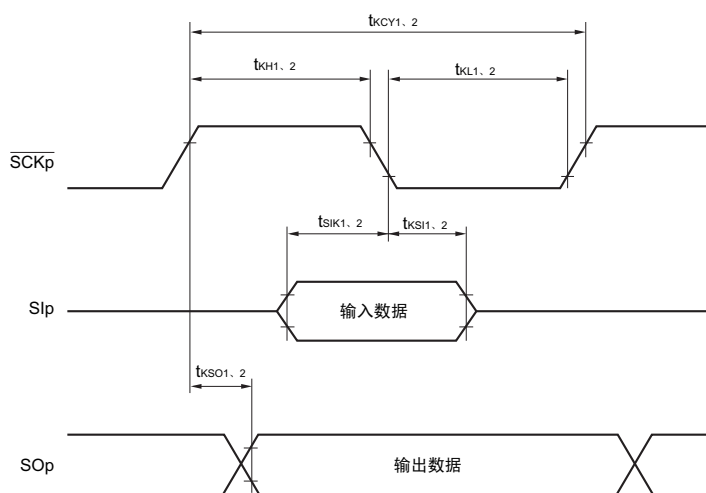 tKCY1、2
tKH1、2
tKL1、2
SCKp
tSIK1、2
tKSI1、2
SIp
输入数据
tKSO1、2
SOp
输出数据